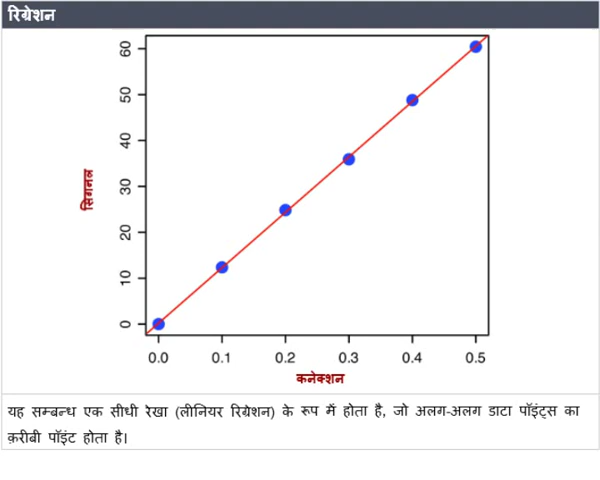 रिग्रेशन
सिगनल
60
50
40
30
20
10
0
0.0 0.1 0.2 0.3 0.4 0.5
कनेक्शन
यह सम्बन्ध एक सीधी रेखा (लीनियर रिग्रेशन) के रूप में होता है, जो अलग-अलग डाटा पॉइंट्स का
क़रीबी पॉइंट होता है।